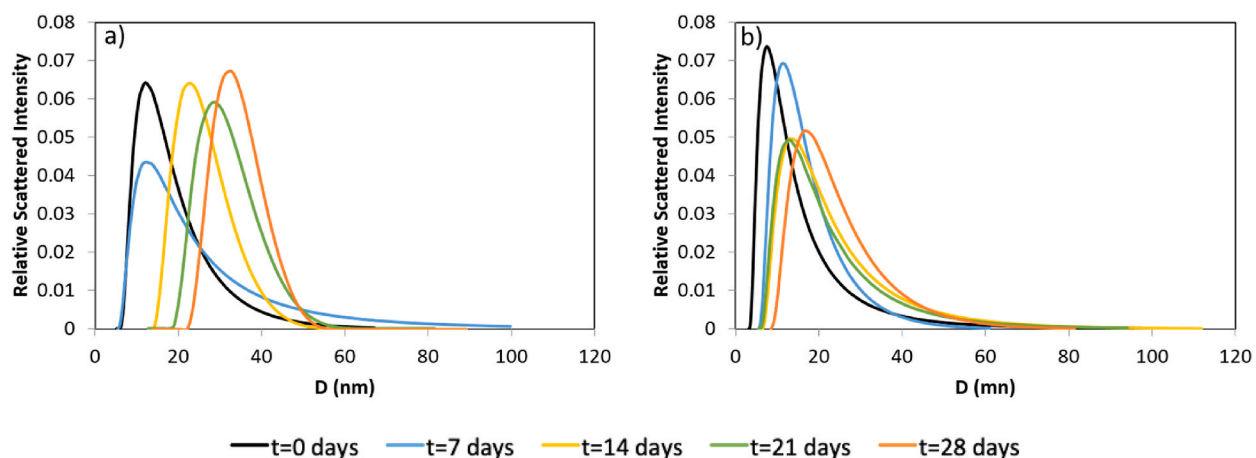 a)
Relative Scattered Intensity
0.08
0.07
0.06
0.05
0.04
0.03
0.02
0.01
0
0 20 40 60 80 100 120
D (nm)
b)
Relative Scattered Intensity
0.08
0.07
0.06
0.05
0.04
0.03
0.02
0.01
0
0 20 40 60 80 100 120
D (mn)
t=0 days t=7 days t=14 days t=21 days t=28 days